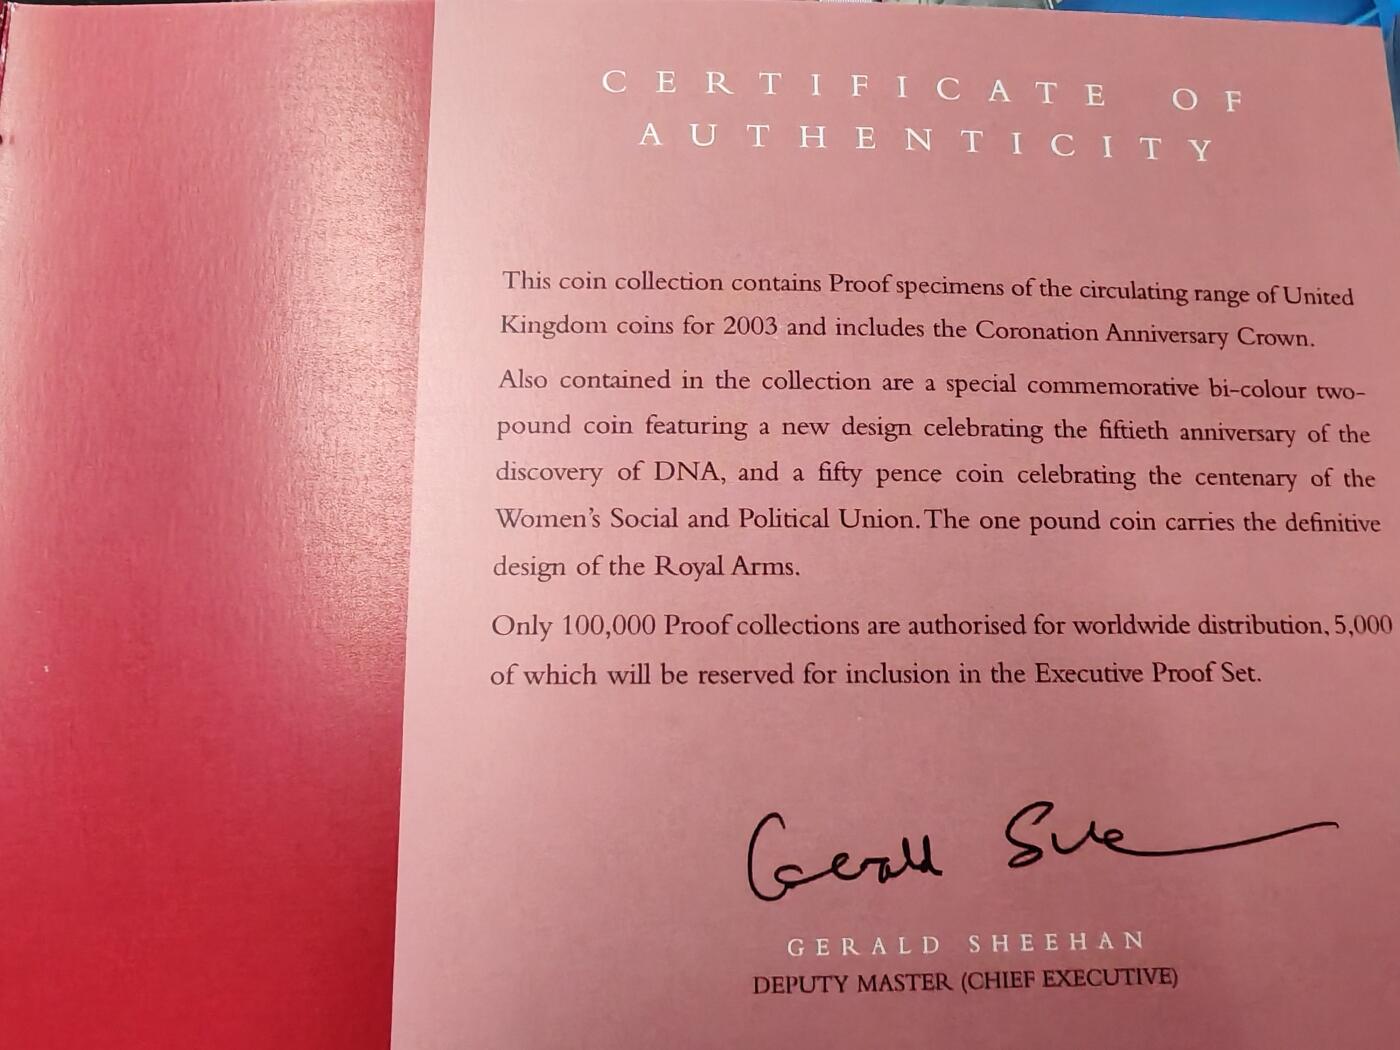 CERTIFICATE OF
AUTHENTICITY
This coin collection contains Proof specimens of the circulating range of United
Kingdom coins for 2003 and includes the Coronation Anniversary Crown.
Also contained in the collection are a special commemorative bi-colour two-
pound coin featuring a new design celebrating the fiftieth anniversary of the
discovery of DNA, and a fifty pence coin celebrating the centenary of the
Women's Social and Political Union. The one pound coin carries the definitive
design of the Royal Arms.
Only 100,000 Proof collections are authorised for worldwide distribution, 5,000
of which will be reserved for inclusion in the Executive Proof Set.
Gerald She
GERALD SHEEHAN
DEPUTY MASTER (CHIEF EXECUTIVE)